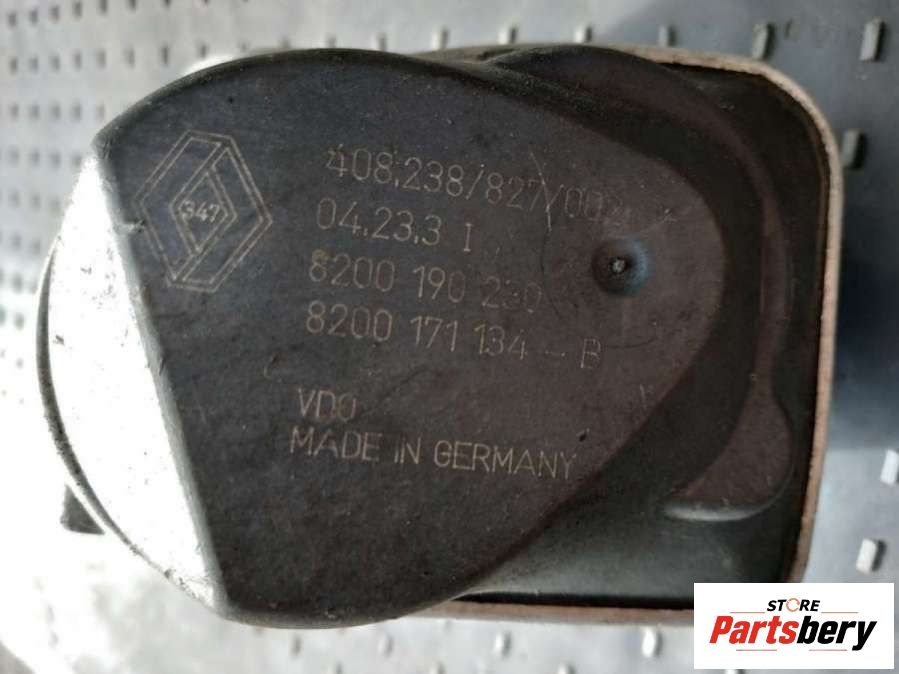 347
408.238/827/002
04.23.3 I
8200 190 230
8200 171 134 - B
VDO
MADE IN GERMANY
STORE
Partsbery